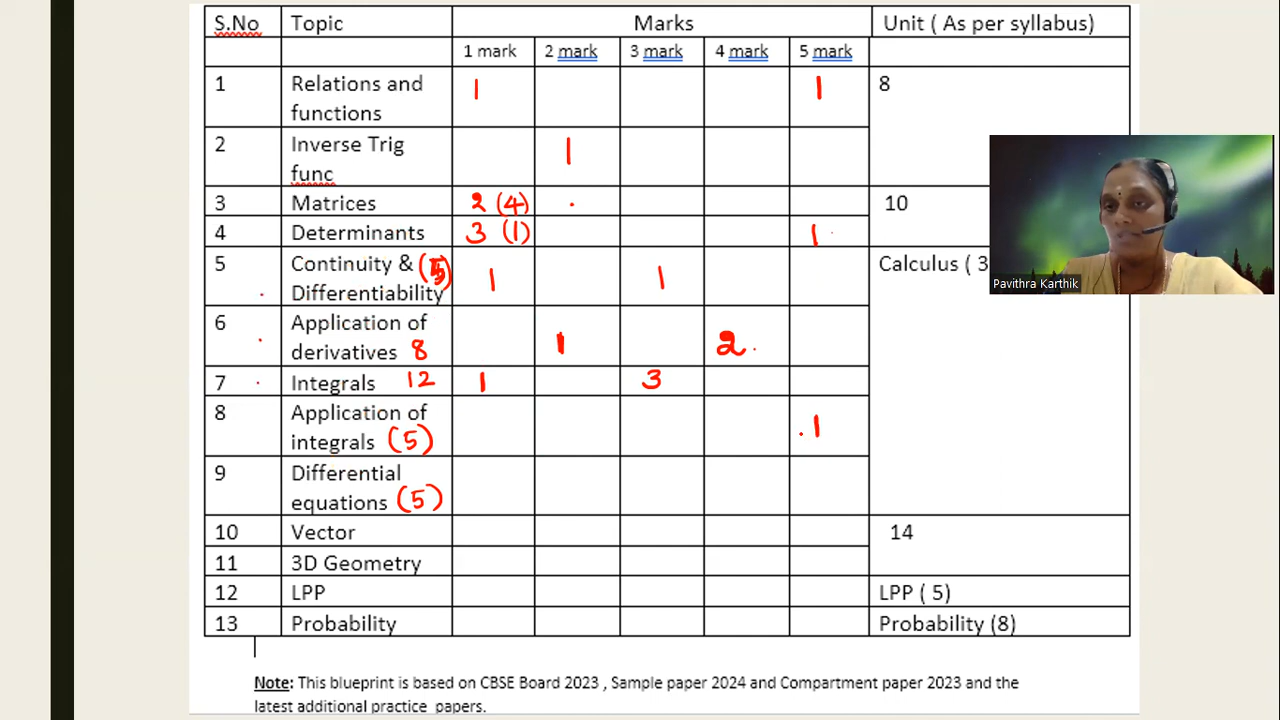 S.No Topic Marks Unit ( As per syllabus)
1 mark 2 mark 3 mark 4 mark 5 mark
1 Relations and functions 1 1 8
2 Inverse Trig func 1
3 Matrices 2 (4) 10
4 Determinants 3 (1) 1
5 Continuity & Differentiability 1 1 Calculus ( 3
6 Application of derivatives 8 1 2
7 Integrals 12 1 3
8 Application of integrals (5) 1
9 Differential equations (5)
10 Vector 14
11 3D Geometry
12 LPP LPP ( 5)
13 Probability Probability (8)
Pavithra Karthik
Note: This blueprint is based on CBSE Board 2023 , Sample paper 2024 and Compartment paper 2023 and the
latest additional practice papers.